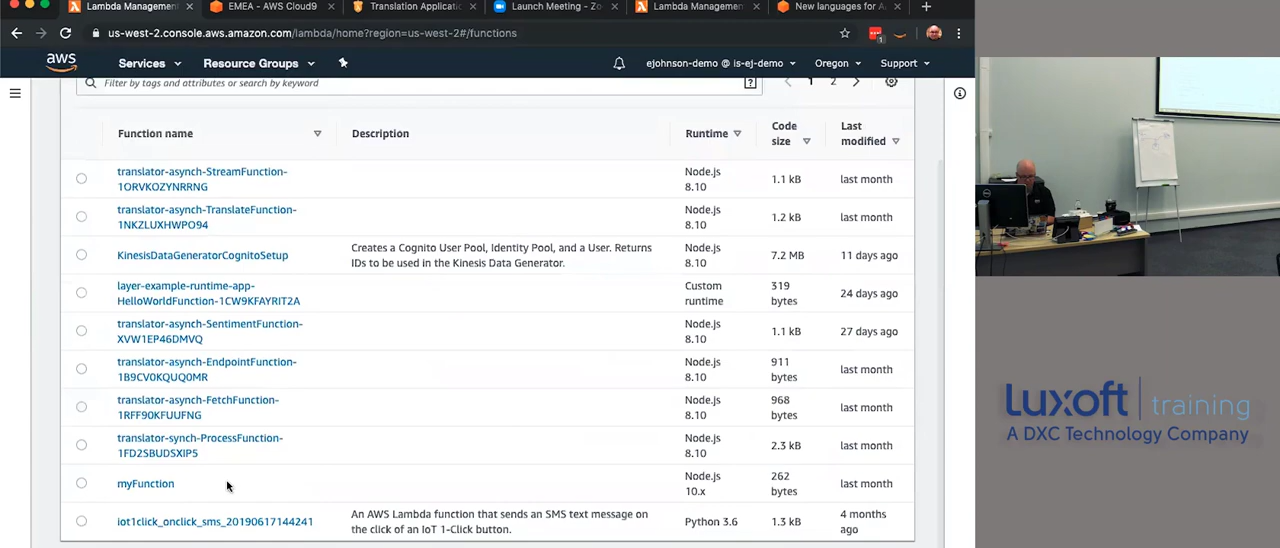 Lambda Management
EMEA - AWS Cloud9
Translation Applicatio
Launch Meeting - Zo
Lambda Management
New languages for A
us-west-2.console.aws.amazon.com/lambda/home?region=us-west-2#/functions
aws
Services
Resource Groups
ejohnson-demo @ is-ej-demo
Oregon
Support
Filter by tags and attributes or search by keyword
1
2
Function name
Description
Runtime
Code size
Last modified
translator-asynch-StreamFunction-
1ORVKOZYNRRNG
Node.js
8.10
1.1 kB
last month
translator-asynch-TranslateFunction-
1NKZLUXHWPO94
Node.js
8.10
1.2 kB
last month
KinesisDataGeneratorCognitoSetup
Creates a Cognito User Pool, Identity Pool, and a User. Returns
IDs to be used in the Kinesis Data Generator.
Node.js
8.10
7.2 MB
11 days ago
layer-example-runtime-app-
HelloWorldFunction-1CW9KFAYRIT2A
Custom
runtime
319
bytes
24 days ago
translator-asynch-SentimentFunction-
XVW1EP46DMVQ
Node.js
8.10
1.1 kB
27 days ago
translator-asynch-EndpointFunction-
1B9CV0KQUQ0MR
Node.js
8.10
911
bytes
last month
translator-asynch-FetchFunction-
1RFF90KFUUFNG
Node.js
8.10
968
bytes
last month
translator-synch-ProcessFunction-
1FD2SBUDSXIP5
Node.js
8.10
2.3 kB
last month
myFunction
Node.js
10.x
262
bytes
last month
iot1click_onclick_sms_20190617144241
An AWS Lambda function that sends an SMS text message on
the click of an IoT 1-Click button.
Python 3.6
1.3 kB
4 months
ago
luxoft training
A DXC Technology Company